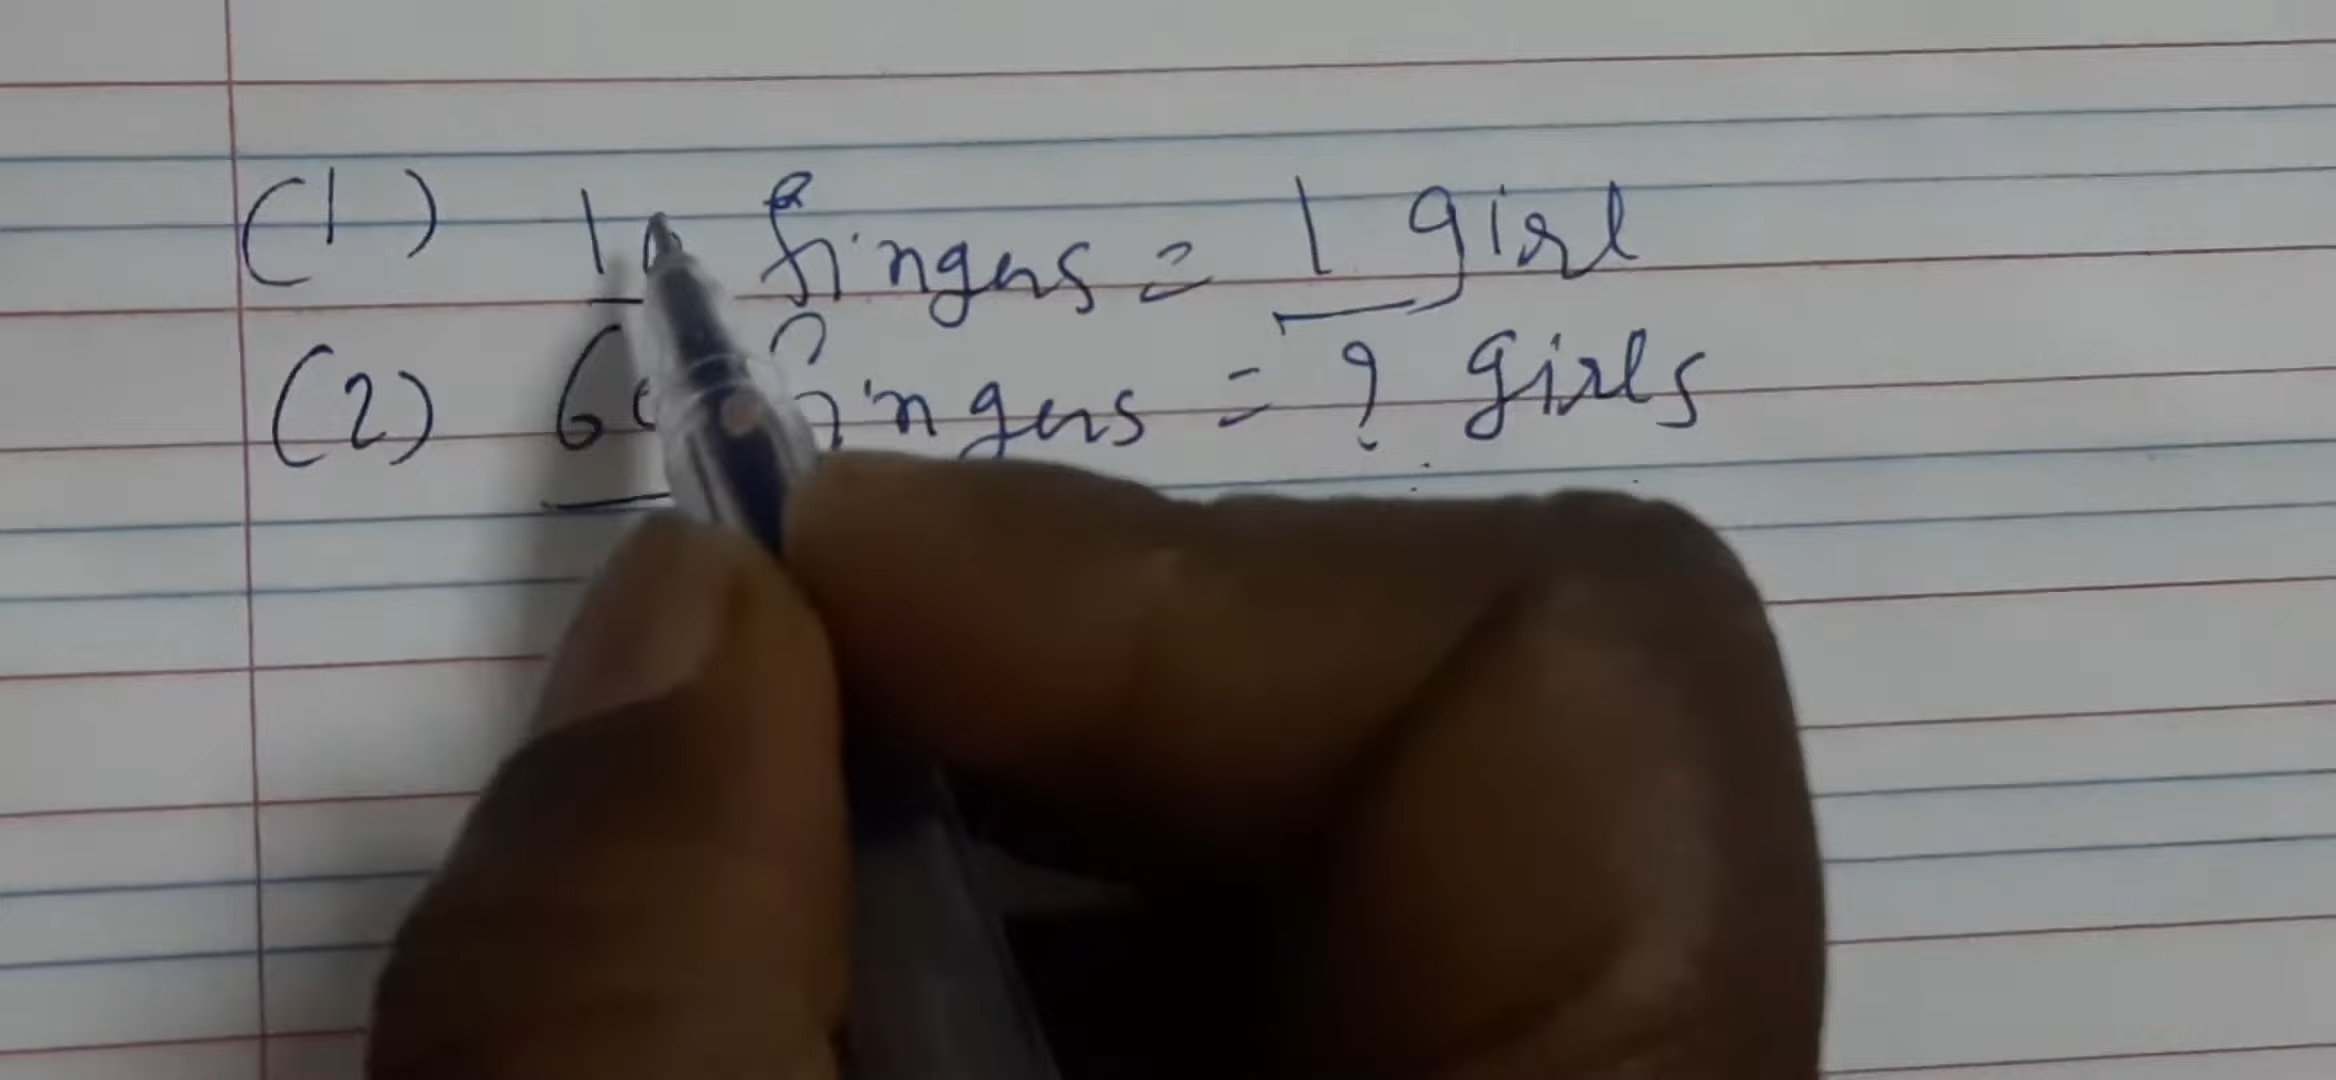 (1) 10 fingers = 1 girl
(2) 60 fingers = ? girls